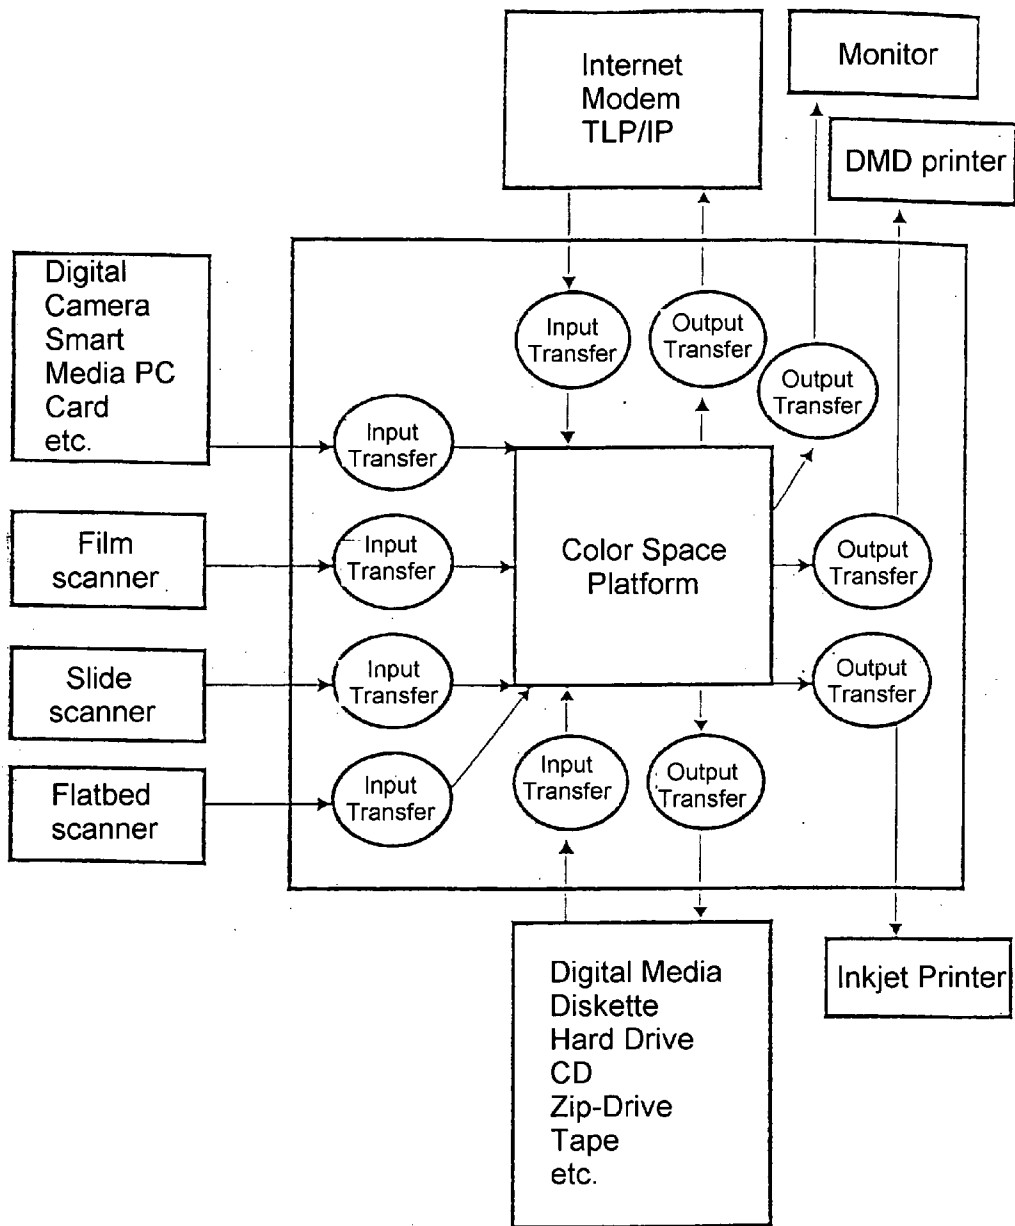 Internet
Modem
TLP/IP
Monitor
DMD printer
Digital
Camera
Smart
Media PC
Card
etc.
Input
Transfer
Output
Transfer
Output
Transfer
Input
Transfer
Film
scanner
Input
Transfer
Color Space
Platform
Output
Transfer
Slide
scanner
Input
Transfer
Output
Transfer
Flatbed
scanner
Input
Transfer
Input
Transfer
Output
Transfer
Digital Media
Diskette
Hard Drive
CD
Zip-Drive
Tape
etc.
Inkjet Printer